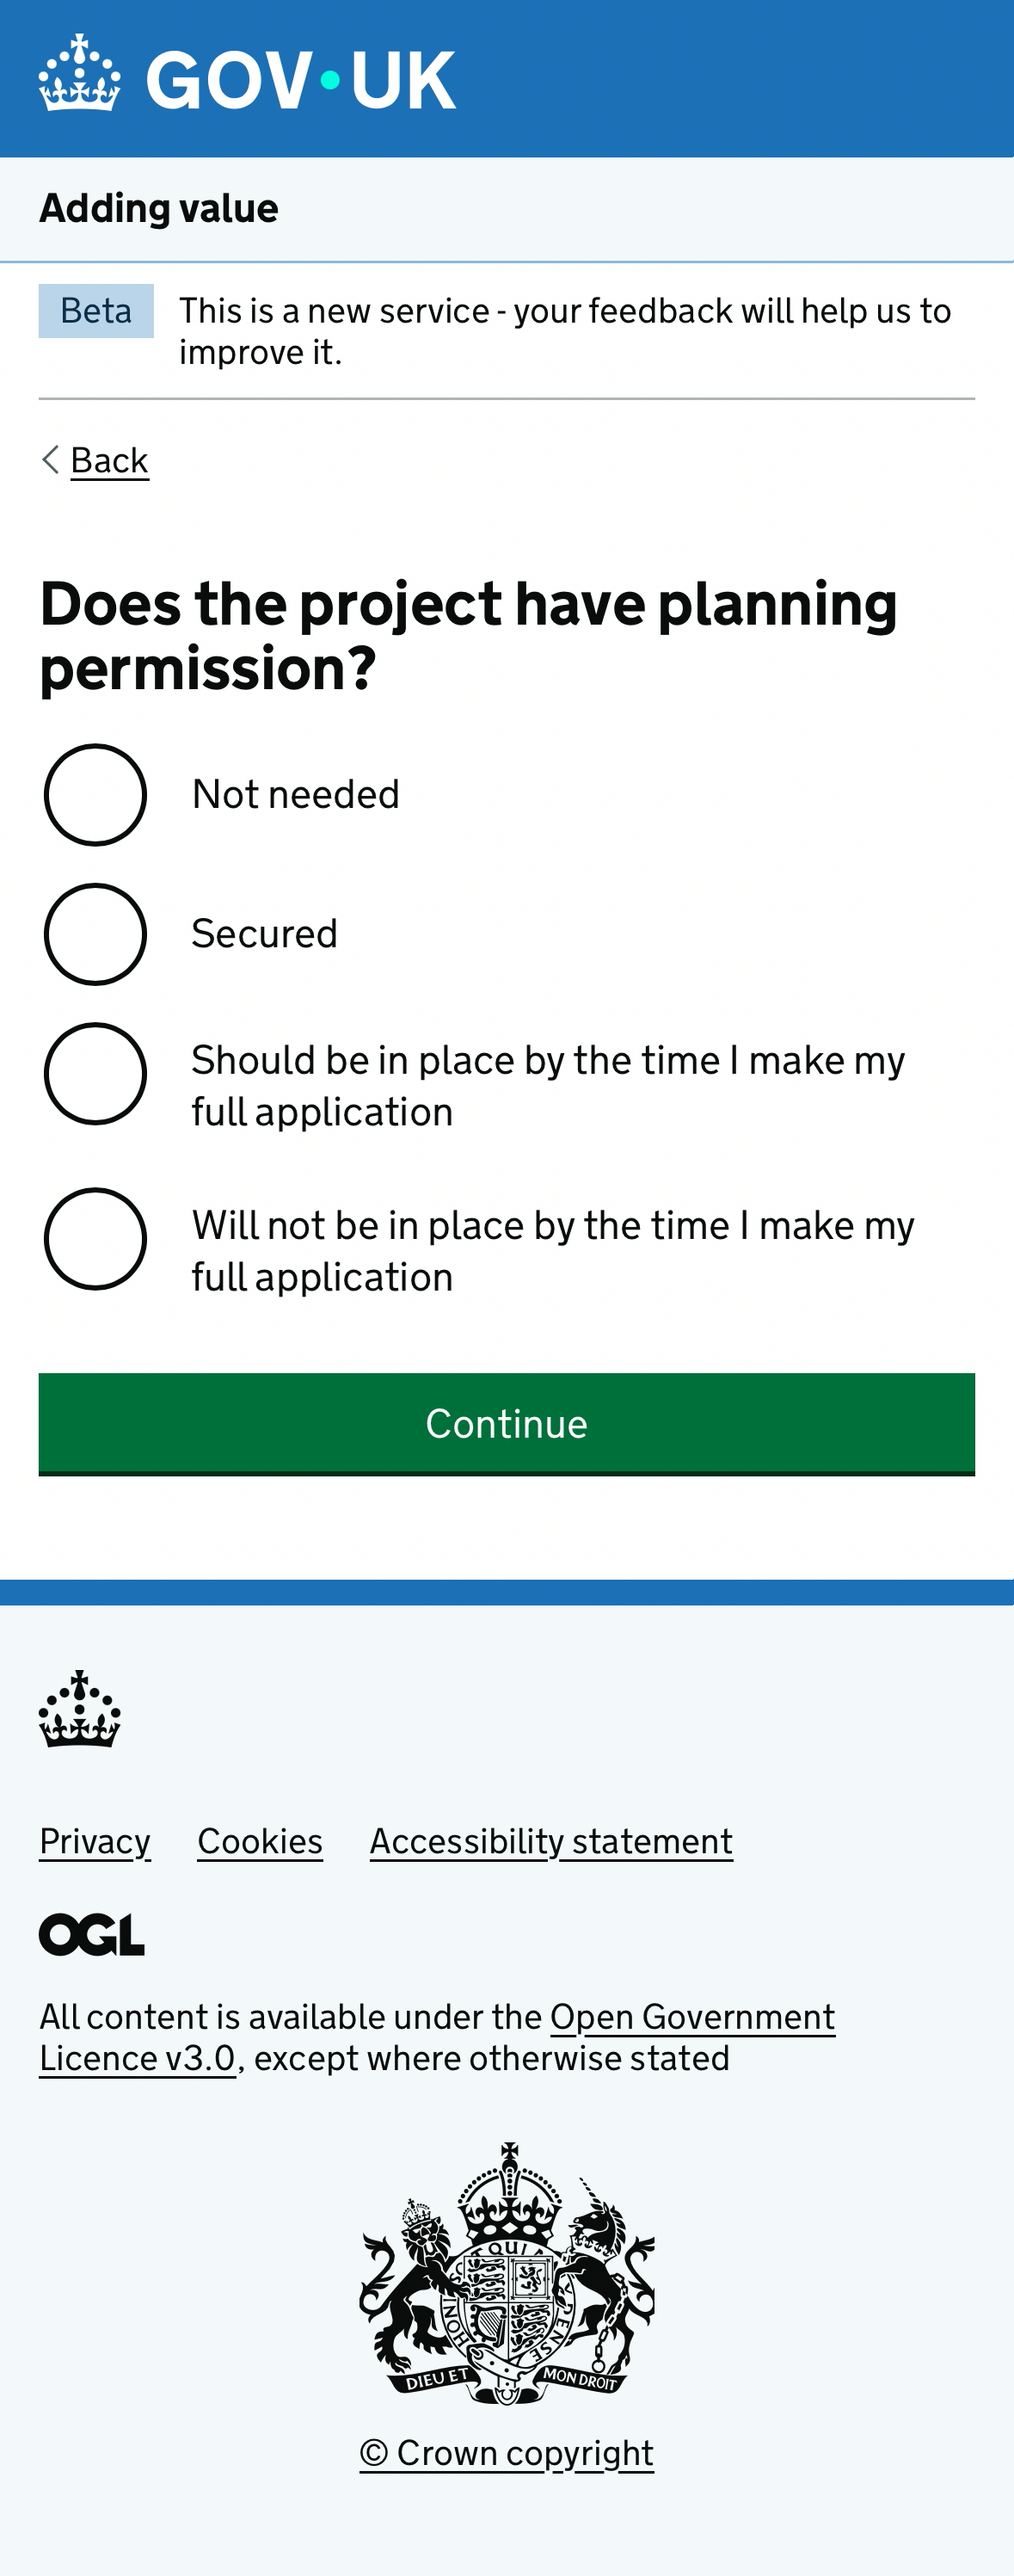 GOV·UK
Adding value
Beta
This is a new service - your feedback will help us to
improve it.
Back
Does the project have planning
permission?
Not needed
Secured
Should be in place by the time I make my
full application
Will not be in place by the time I make my
full application
Continue
Privacy Cookies Accessibility statement
OGL
All content is available under the Open Government
Licence v3.0, except where otherwise stated
DIEU ET MON DROIT
© Crown copyright